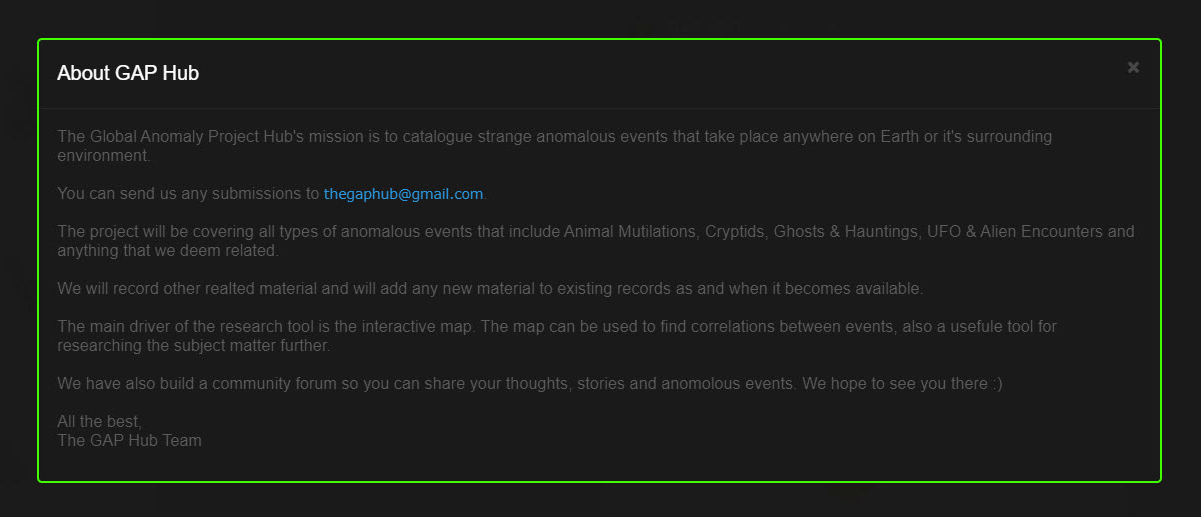 About GAP Hub
The Global Anomaly Project Hub's mission is to catalogue strange anomalous events that take place anywhere on Earth or it's surrounding
environment.
You can send us any submissions to thegaphub@gmail.com.
The project will be covering all types of anomalous events that include Animal Mutilations, Cryptids, Ghosts & Hauntings, UFO & Alien Encounters and
anything that we deem related.
We will record other realted material and will add any new material to existing records as and when it becomes available.
The main driver of the research tool is the interactive map. The map can be used to find correlations between events, also a usefule tool for
researching the subject matter further.
We have also build a community forum so you can share your thoughts, stories and anomolous events. We hope to see you there :)
All the best,
The GAP Hub Team